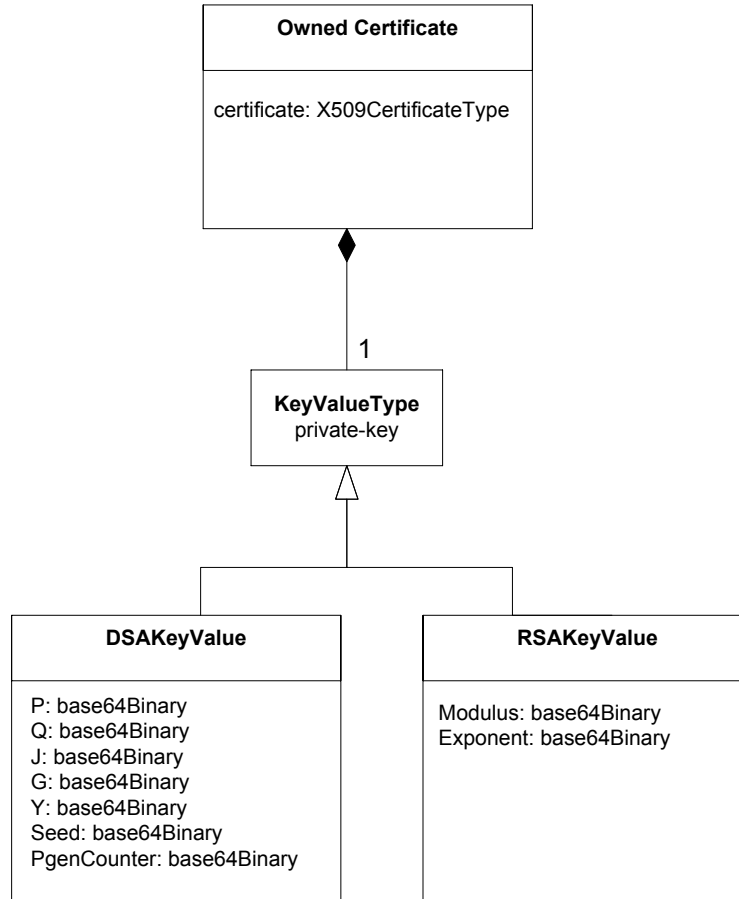 Owned Certificate
certificate: X509CertificateType
1
KeyValueType
private-key
DSAKeyValue
P: base64Binary
Q: base64Binary
J: base64Binary
G: base64Binary
Y: base64Binary
Seed: base64Binary
PgenCounter: base64Binary
RSAKeyValue
Modulus: base64Binary
Exponent: base64Binary